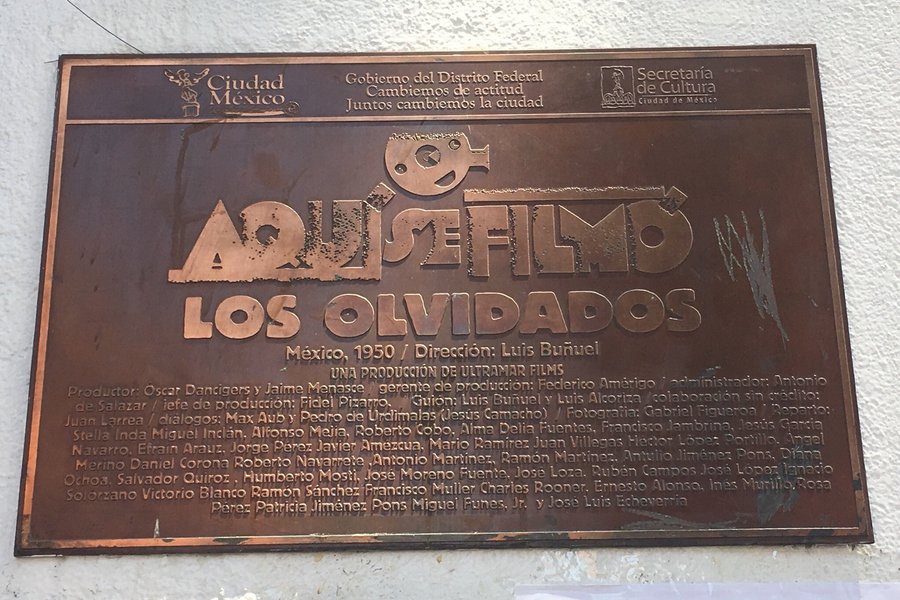 Ciudad
México
Gobierno del Distrito Federal
Cambiemos de actitud
Juntos cambiemos la ciudad
Secretaría
de Cultura
Ciudad de México
AQUÍ SE FILMÓ
LOS OLVIDADOS
México, 1950 / Dirección: Luis Buñuel
UNA PRODUCCIÓN DE ULTRAMAR FILMS
Productor: Óscar Dancigers y Jaime Menasce gerente de producción: Federico Amérigo / administrador: Antonio
de Salazar / jefe de producción: Fidel Pizarro. Guión: Luis Buñuel y Luis Alcoriza /colaboración sin crédito:
Juan Larrea / diálogos: Max Aub y Pedro de Urdimalas (Jesús Camacho) / Fotografía: Gabriel Figueroa / Reparto:
Stella Inda Miguel Inclán, Alfonso Mejía, Roberto Cobo, Alma Delia Fuentes, Francisco Jambrina, Jesús García
Navarro, Efraín Arauz, Jorge Pérez Javier Amézcua, Mario Ramírez Juan Villegas Héctor López Portillo, Ángel
Merino Daniel Corona Roberto Navarrete ,Antonio Martínez, Ramón Martínez, Antulio Jiménez Pons, Diana
Ochoa, Salvador Quiroz , Humberto Mosti, José Moreno Fuente, José Loza, Rubén Campos José López Ignacio
Solórzano Victorio Blanco Ramón Sánchez Francisco Muller Charles Rooner, Ernesto Alonso, Inés Murillo,Rosa
Pérez Patricia Jiménez Pons Miguel Funes, Jr. y José Luis Echeverría